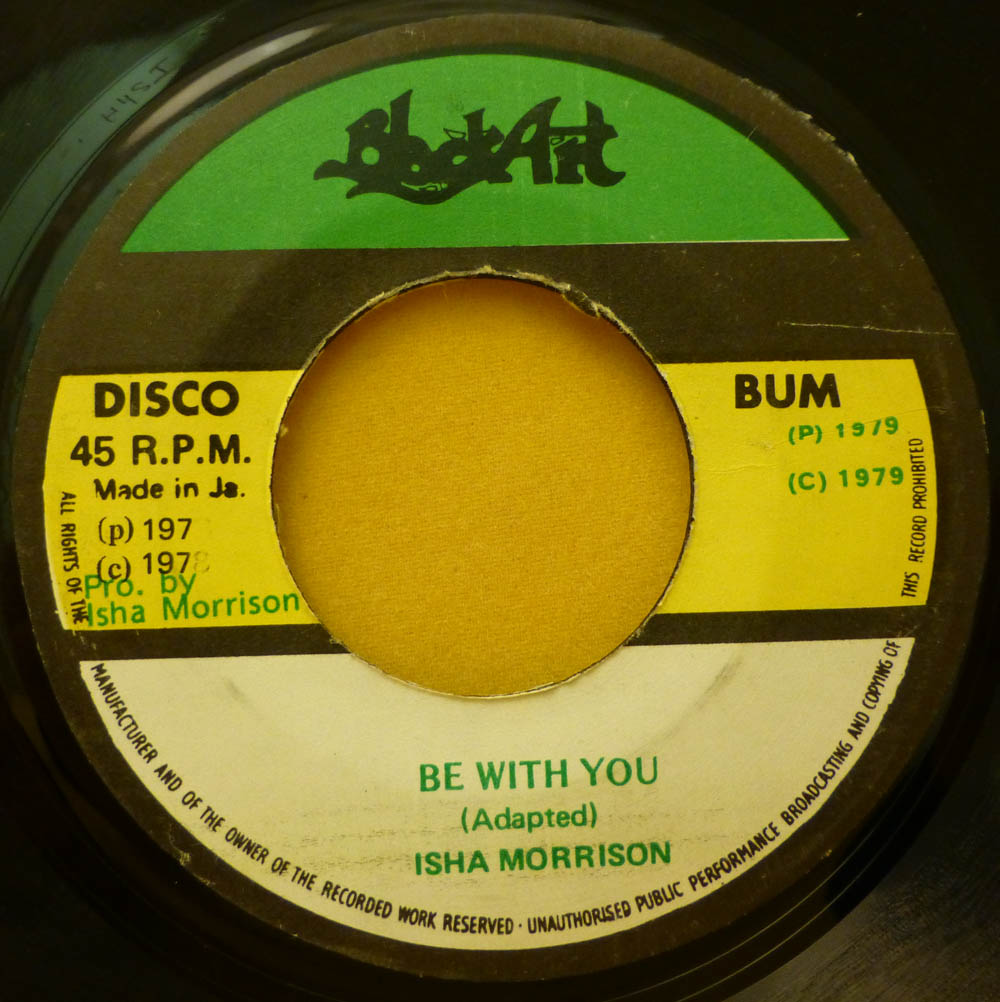 ISHA
Black Art
DISCO
45 R.P.M.
Made in Ja.
(p) 197
(c) 1978
Pro. by
Isha Morrison
BUM
(P) 1979
(C) 1979
BE WITH YOU
(Adapted)
ISHA MORRISON
ALL RIGHTS OF THE MANUFACTURER AND OF THE OWNER OF THE RECORDED WORK RESERVED · UNAUTHORISED PUBLIC PERFORMANCE BROADCASTING AND COPYING OF THIS RECORD PROHIBITED